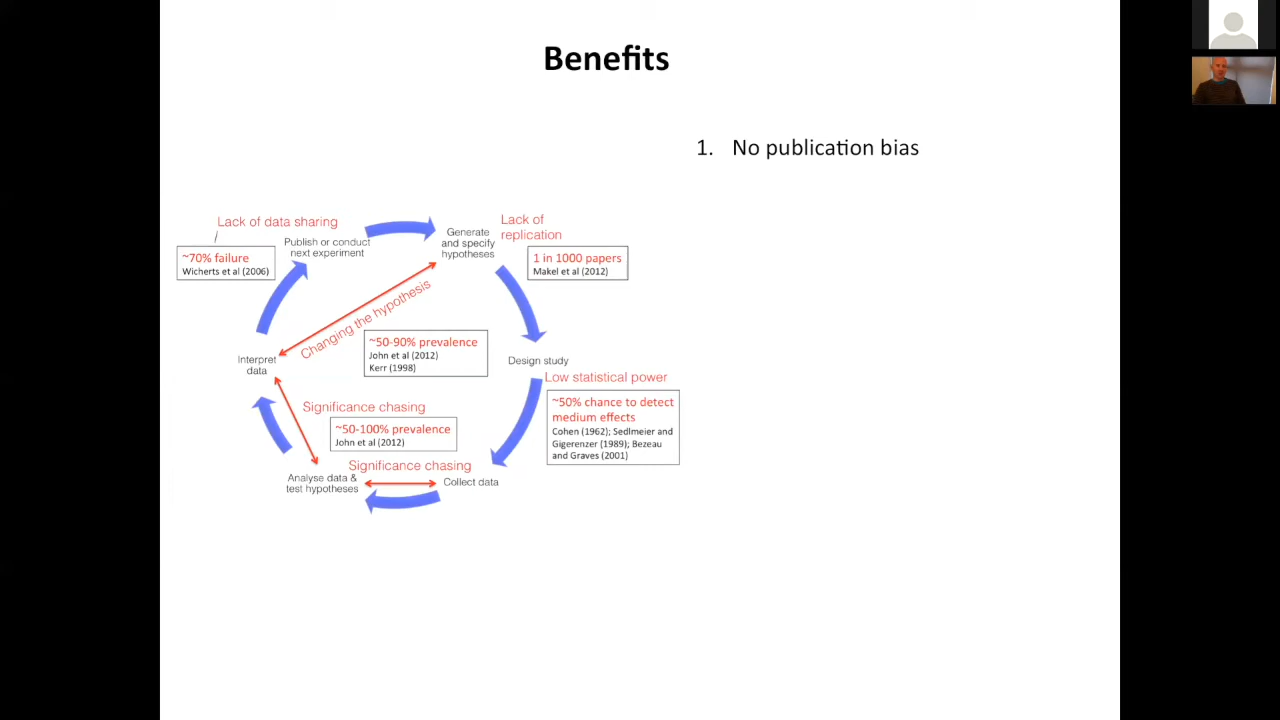 Benefits
1. No publication bias
Lack of data sharing
~70% failure
Wicherts et al (2006)
Publish or conduct
next experiment
Generate
and specify
hypotheses
Lack of
replication
1 in 1000 papers
Makel et al (2012)
Changing the hypothesis
~50-90% prevalence
John et al (2012)
Kerr (1998)
Interpret
data
Design study
Low statistical power
~50% chance to detect
medium effects
Cohen (1962); Sedlmeier and
Gigerenzer (1989); Bezeau
and Graves (2001)
Significance chasing
~50-100% prevalence
John et al (2012)
Significance chasing
Analyse data &
test hypotheses
Collect data